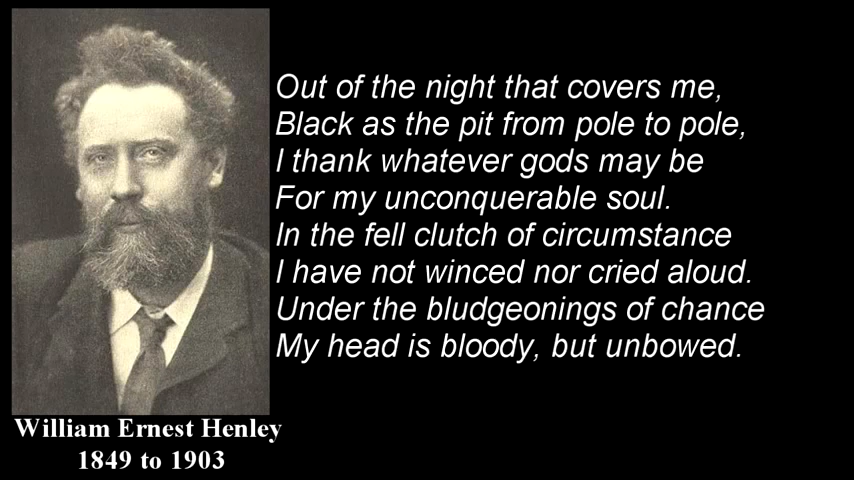 Out of the night that covers me,
Black as the pit from pole to pole,
I thank whatever gods may be
For my unconquerable soul.
In the fell clutch of circumstance
I have not winced nor cried aloud.
Under the bludgeonings of chance
My head is bloody, but unbowed.
William Ernest Henley
1849 to 1903